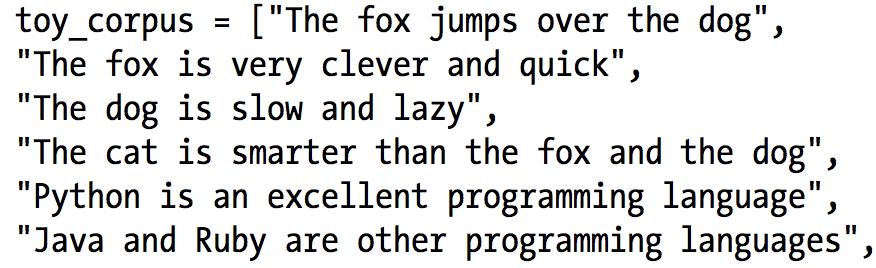 toy_corpus = ["The fox jumps over the dog",
"The fox is very clever and quick",
"The dog is slow and lazy",
"The cat is smarter than the fox and the dog",
"Python is an excellent programming language",
"Java and Ruby are other programming languages",